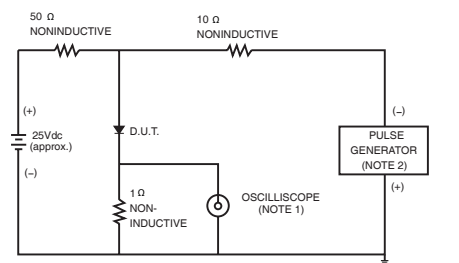 50 Ω
NONINDUCTIVE
10 Ω
NONINDUCTIVE
(+)
25Vdc
(approx.)
(–)
D.U.T.
1 Ω
NON-
INDUCTIVE
OSCILLISCOPE
(NOTE 1)
(–)
PULSE
GENERATOR
(NOTE 2)
(+)